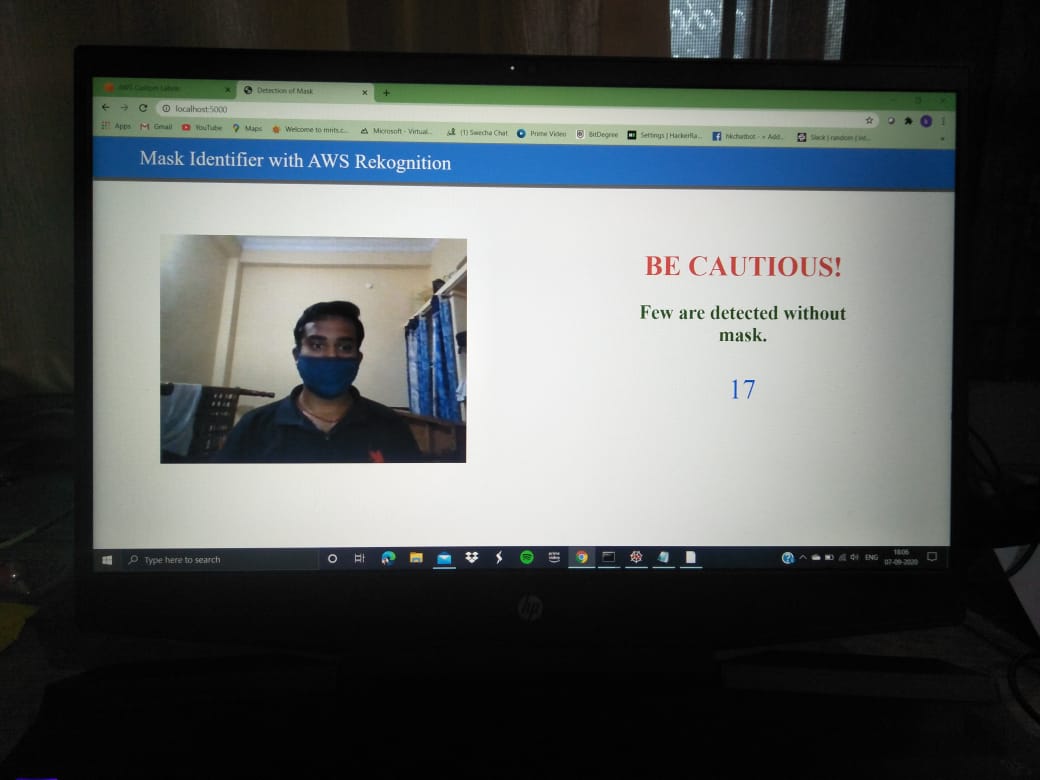 AWS Custom Labels
Detection of Mask
localhost:5000
Apps Gmail YouTube Maps Welcome to mnts.c... Microsoft - Virtual... (1) Swecha Chat Prime Video BitDegree Settings | HackerRa... hkchatbot - × Add... Slack | random | Int...
Mask Identifier with AWS Rekognition
BE CAUTIOUS!
Few are detected without
mask.
17
Type here to search
ENG
18:06
07-09-2020
hp